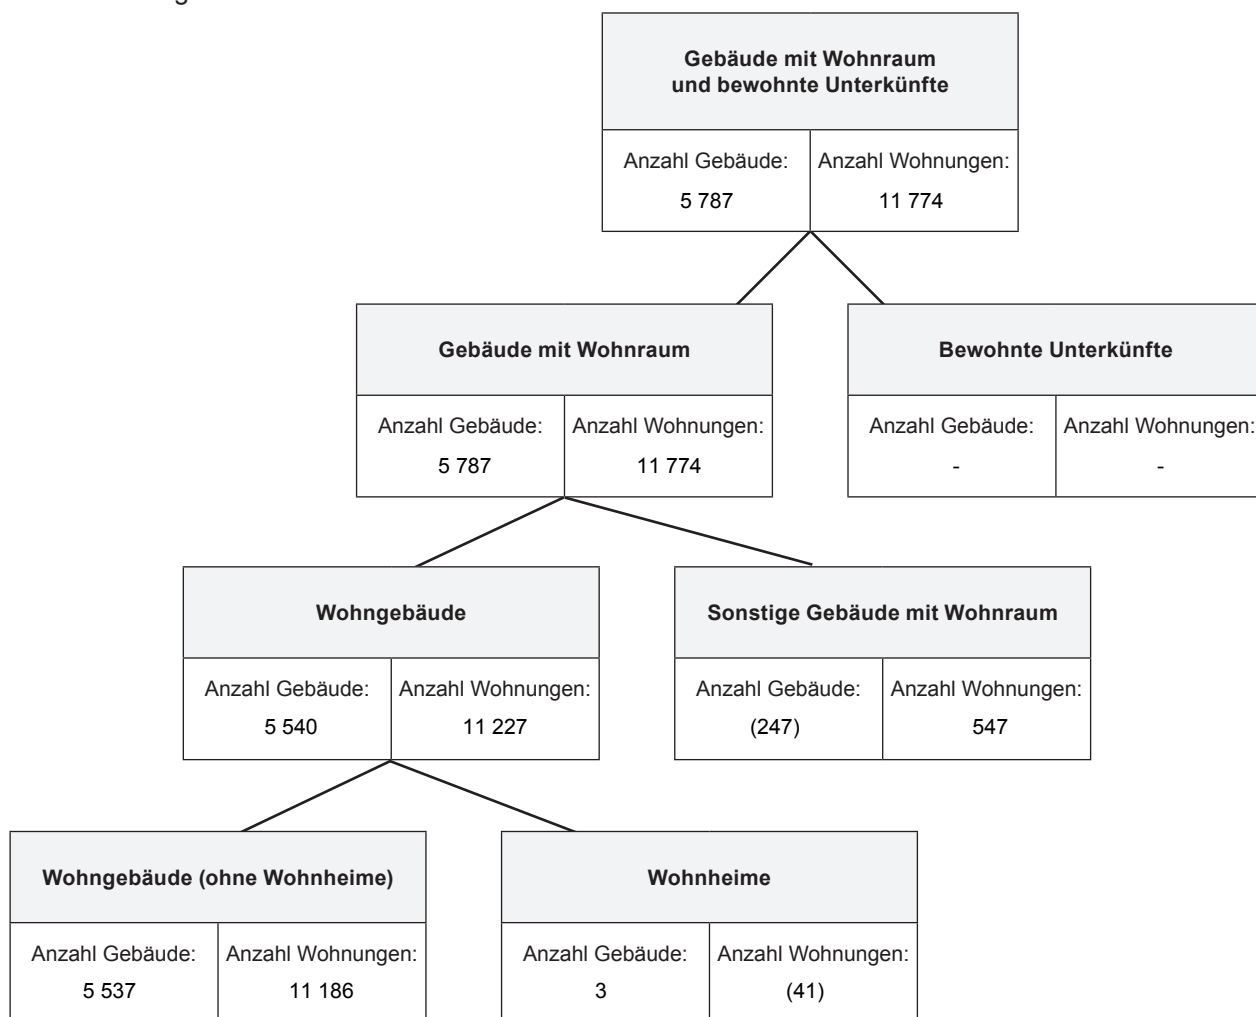 Gebäude mit Wohnraum
und bewohnte Unterkünfte
Anzahl Gebäude: Anzahl Wohnungen:
5 787 11 774
Gebäude mit Wohnraum
Anzahl Gebäude: Anzahl Wohnungen:
5 787 11 774
Bewohnte Unterkünfte
Anzahl Gebäude: Anzahl Wohnungen:
- -
Wohngebäude
Anzahl Gebäude: Anzahl Wohnungen:
5 540 11 227
Sonstige Gebäude mit Wohnraum
Anzahl Gebäude: Anzahl Wohnungen:
(247) 547
Wohngebäude (ohne Wohnheime)
Anzahl Gebäude: Anzahl Wohnungen:
5 537 11 186
Wohnheime
Anzahl Gebäude: Anzahl Wohnungen:
3 (41)